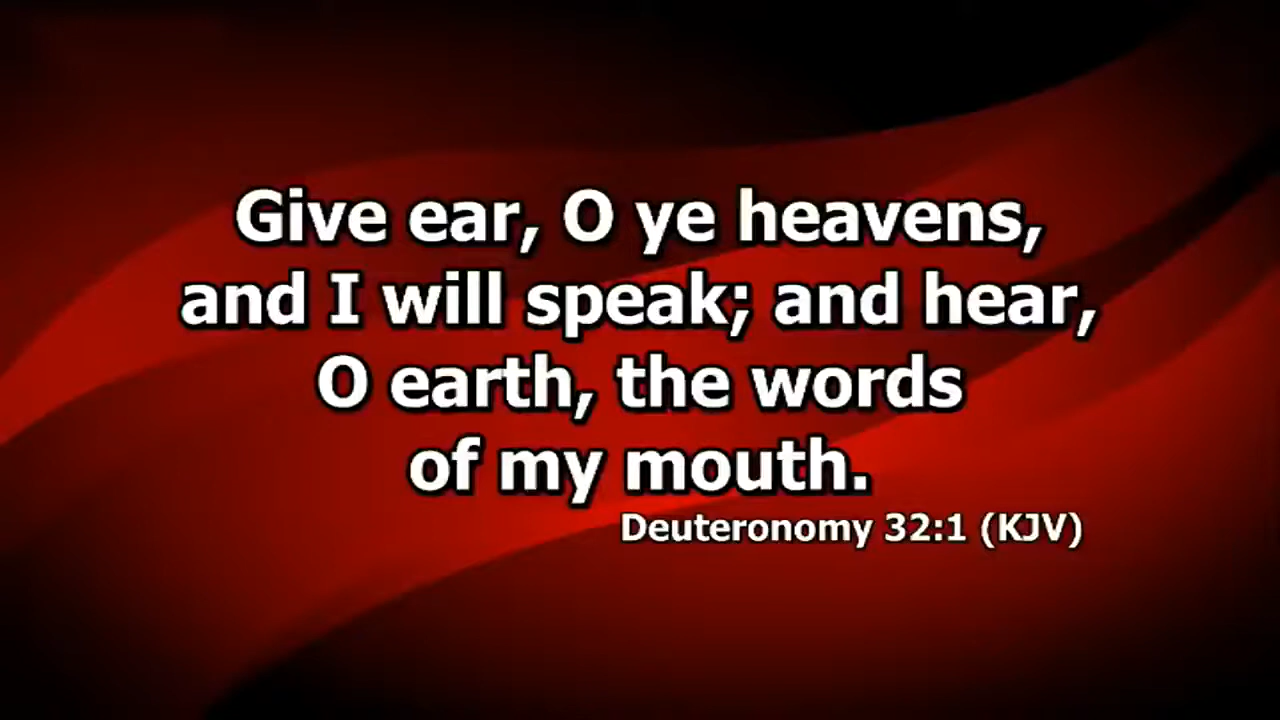 Give ear, O ye heavens,
and I will speak; and hear,
O earth, the words
of my mouth.
Deuteronomy 32:1 (KJV)